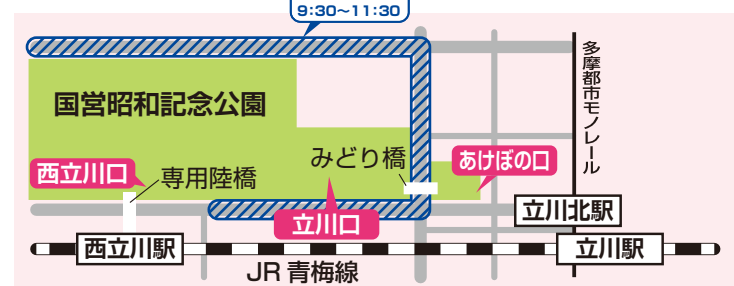 9:30～11:30
多摩都市モノレール
国営昭和記念公園
みどり橋
あけぼの口
西立川口
専用陸橋
立川口
立川北駅
西立川駅
立川駅
JR 青梅線